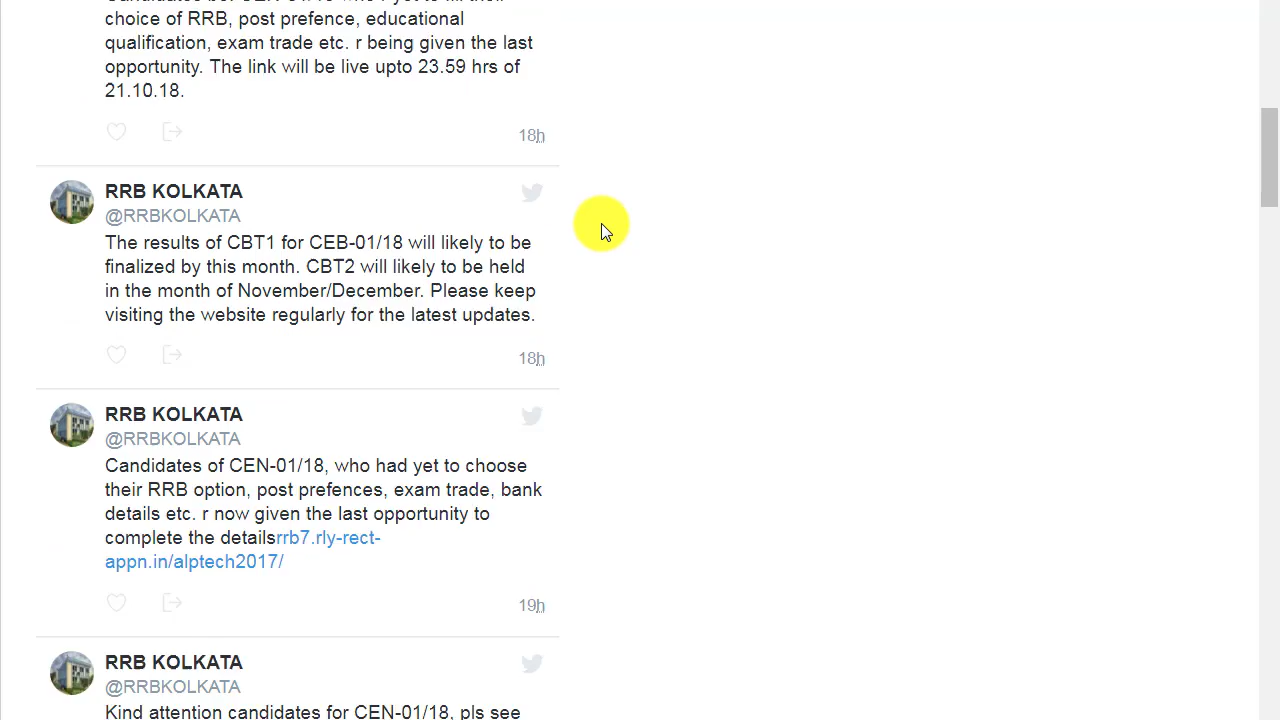 choice of RRB, post prefence, educational
qualification, exam trade etc. r being given the last
opportunity. The link will be live upto 23.59 hrs of
21.10.18.
18h
RRB KOLKATA
@RRBKOLKATA
The results of CBT1 for CEB-01/18 will likely to be
finalized by this month. CBT2 will likely to be held
in the month of November/December. Please keep
visiting the website regularly for the latest updates.
18h
RRB KOLKATA
@RRBKOLKATA
Candidates of CEN-01/18, who had yet to choose
their RRB option, post prefences, exam trade, bank
details etc. r now given the last opportunity to
complete the detailsrrb7.rly-rect-
appn.in/alptech2017/
19h
RRB KOLKATA
@RRBKOLKATA
Kind attention candidates for CEN-01/18, pls see